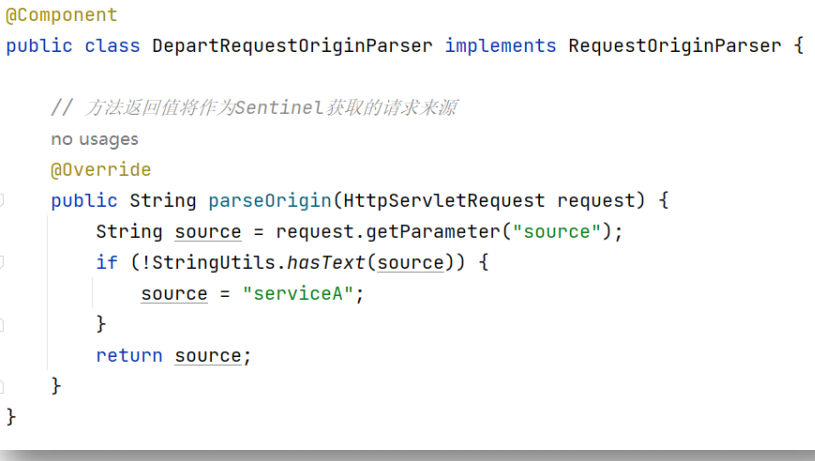 @Component
public class DepartRequestOriginParser implements RequestOriginParser {
// 方法返回值将作为Sentinel获取的请求来源
no usages
@Override
public String parseOrigin(HttpServletRequest request) {
String source = request.getParameter("source");
if (!StringUtils.hasText(source)) {
source = "serviceA";
}
return source;
}
}